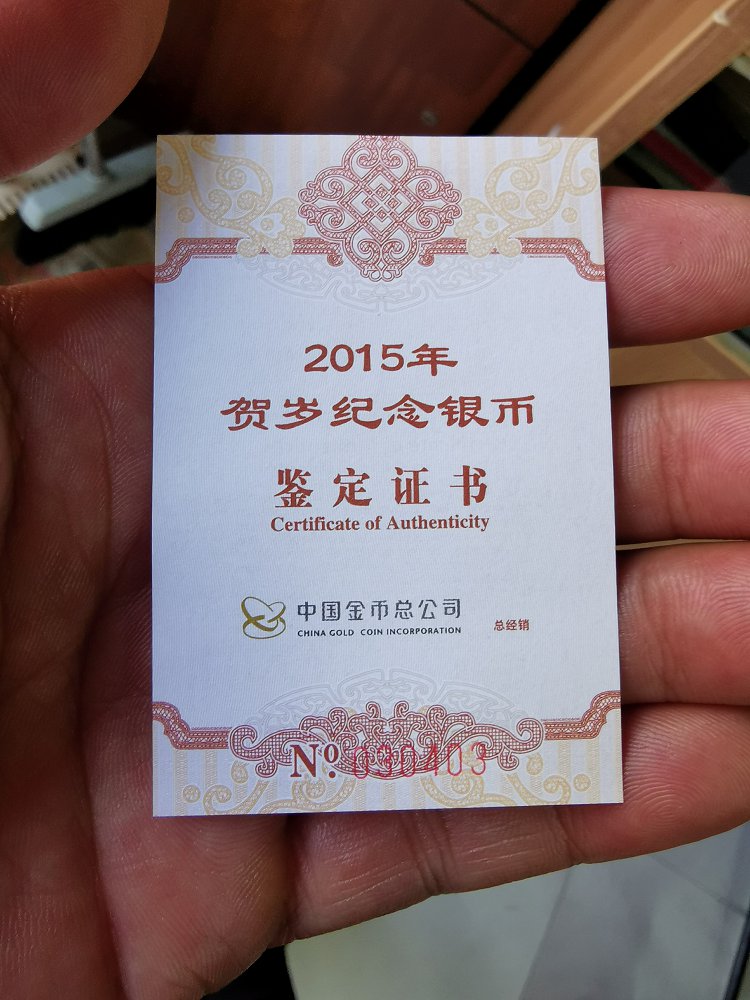 2015年
贺岁纪念银币
鉴定证书
Certificate of Authenticity
中国金币总公司
CHINA GOLD COIN INCORPORATION
总经销
Nº. 090403